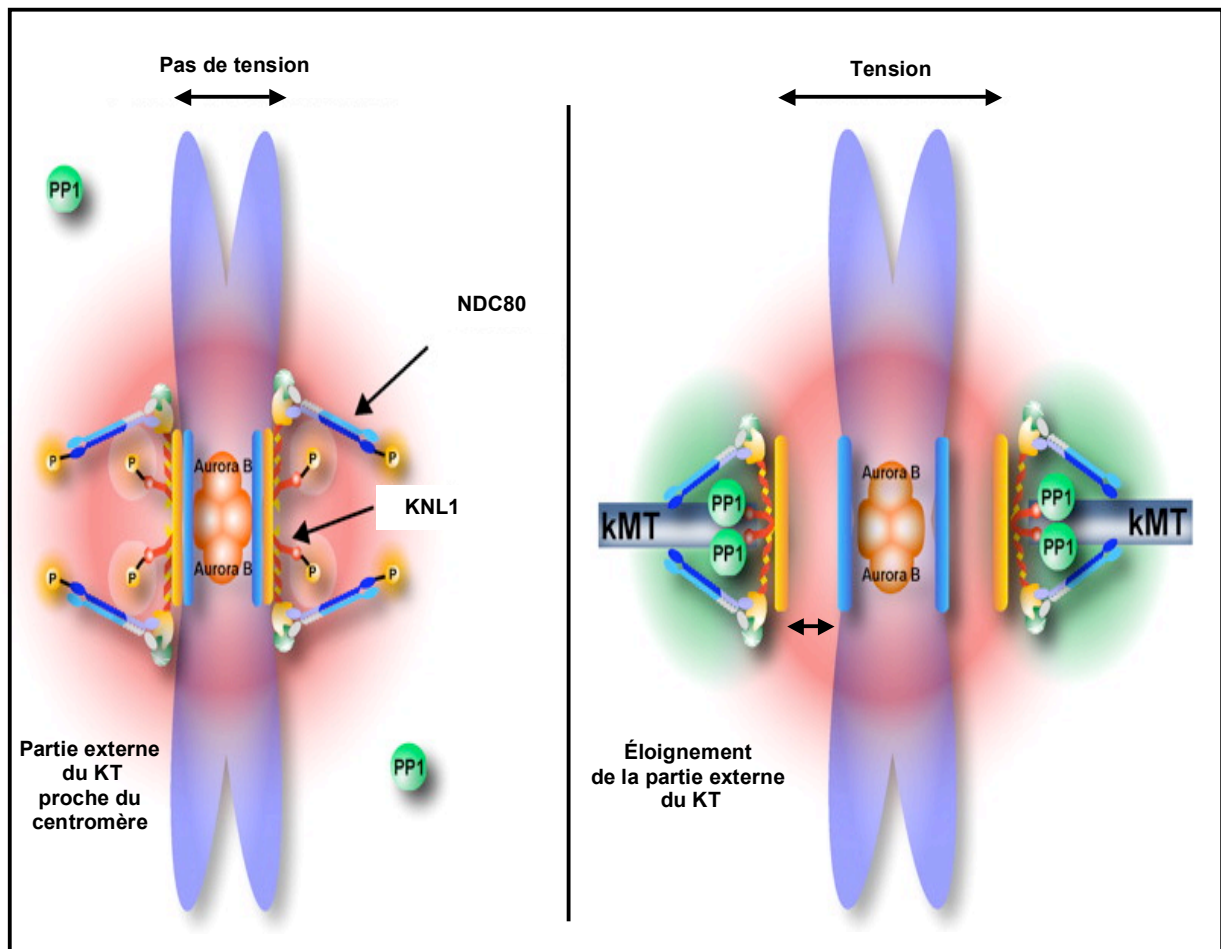 Pas de tension
PP1
NDC80
P
P
P
P
Aurora B
KNL1
P
P
P
P
Aurora B
Partie externe
du KT
proche du
centromère
PP1
Tension
Aurora B
PP1
PP1
kMT
kMT
PP1
PP1
Aurora B
Éloignement
de la partie externe
du KT